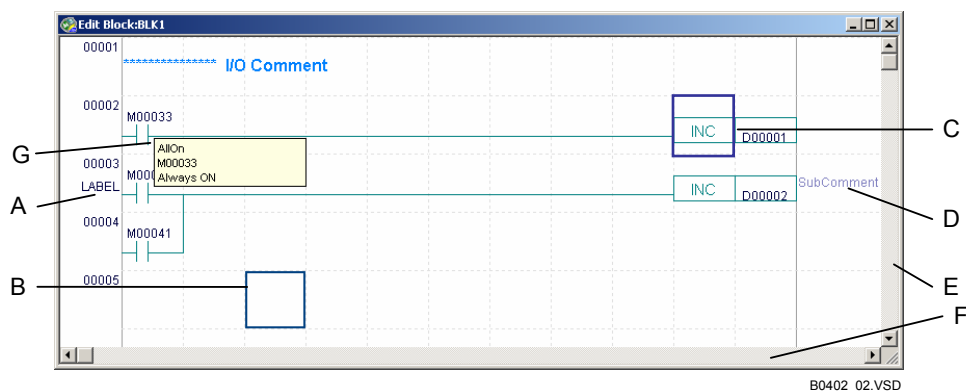 Edit Block:BLK1
00001
*************** I/O Comment
00002
M00033
INC D00001
C
G
AllOn
M00033
Always ON
00003
LABEL
INC D00002
SubComment
A
D
00004
M00041
00005
B
E
F
B0402_02.VSD